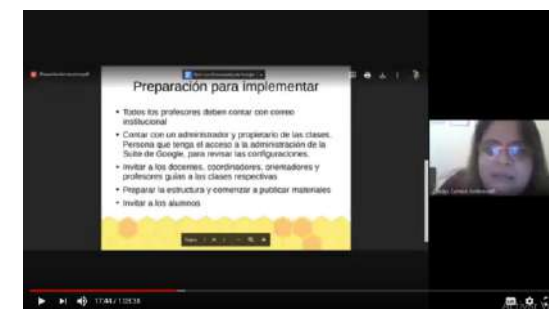 Preparación para implementar
• Todos los profesores deben contar con correo
institucional
• Contar con un administrador y propietario de las clases.
Persona que tenga el acceso a la administración de la
Suite de Google, para revisar las configuraciones.
• Invitar a los docentes, coordinadores, orientadores y
profesores guías a las clases respectivas
• Preparar la estructura y comenzar a publicar materiales
• Invitar a los alumnos